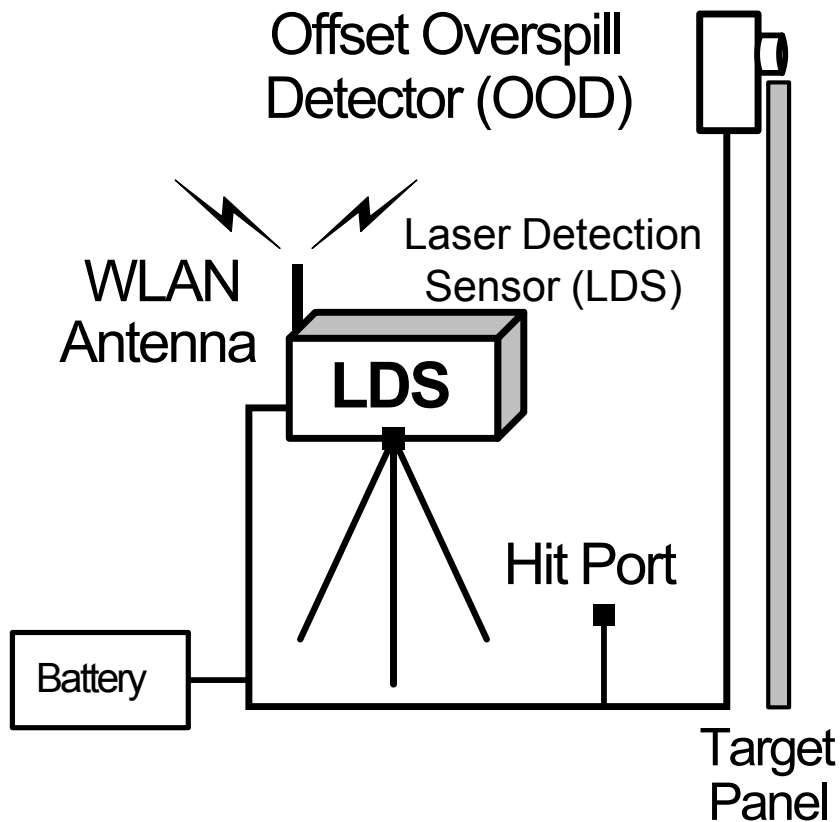 Offset Overspill
Detector (OOD)
Laser Detection
Sensor (LDS)
WLAN
Antenna
LDS
Hit Port
Battery
Target
Panel